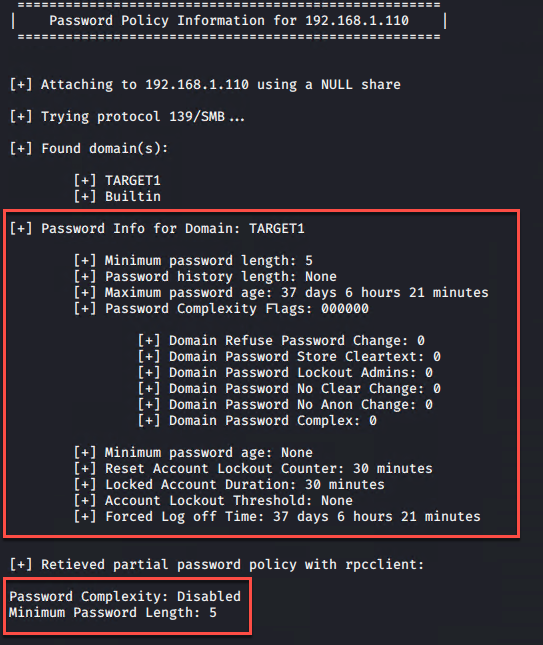 =====================================================
|    Password Policy Information for 192.168.1.110    |
=====================================================
[+] Attaching to 192.168.1.110 using a NULL share
[+] Trying protocol 139/SMB...
[+] Found domain(s):
[+] TARGET1
[+] Builtin
[+] Password Info for Domain: TARGET1
[+] Minimum password length: 5
[+] Password history length: None
[+] Maximum password age: 37 days 6 hours 21 minutes
[+] Password Complexity Flags: 000000
[+] Domain Refuse Password Change: 0
[+] Domain Password Store Cleartext: 0
[+] Domain Password Lockout Admins: 0
[+] Domain Password No Clear Change: 0
[+] Domain Password No Anon Change: 0
[+] Domain Password Complex: 0
[+] Minimum password age: None
[+] Reset Account Lockout Counter: 30 minutes
[+] Locked Account Duration: 30 minutes
[+] Account Lockout Threshold: None
[+] Forced Log off Time: 37 days 6 hours 21 minutes
[+] Retieved partial password policy with rpcclient:
Password Complexity: Disabled
Minimum Password Length: 5